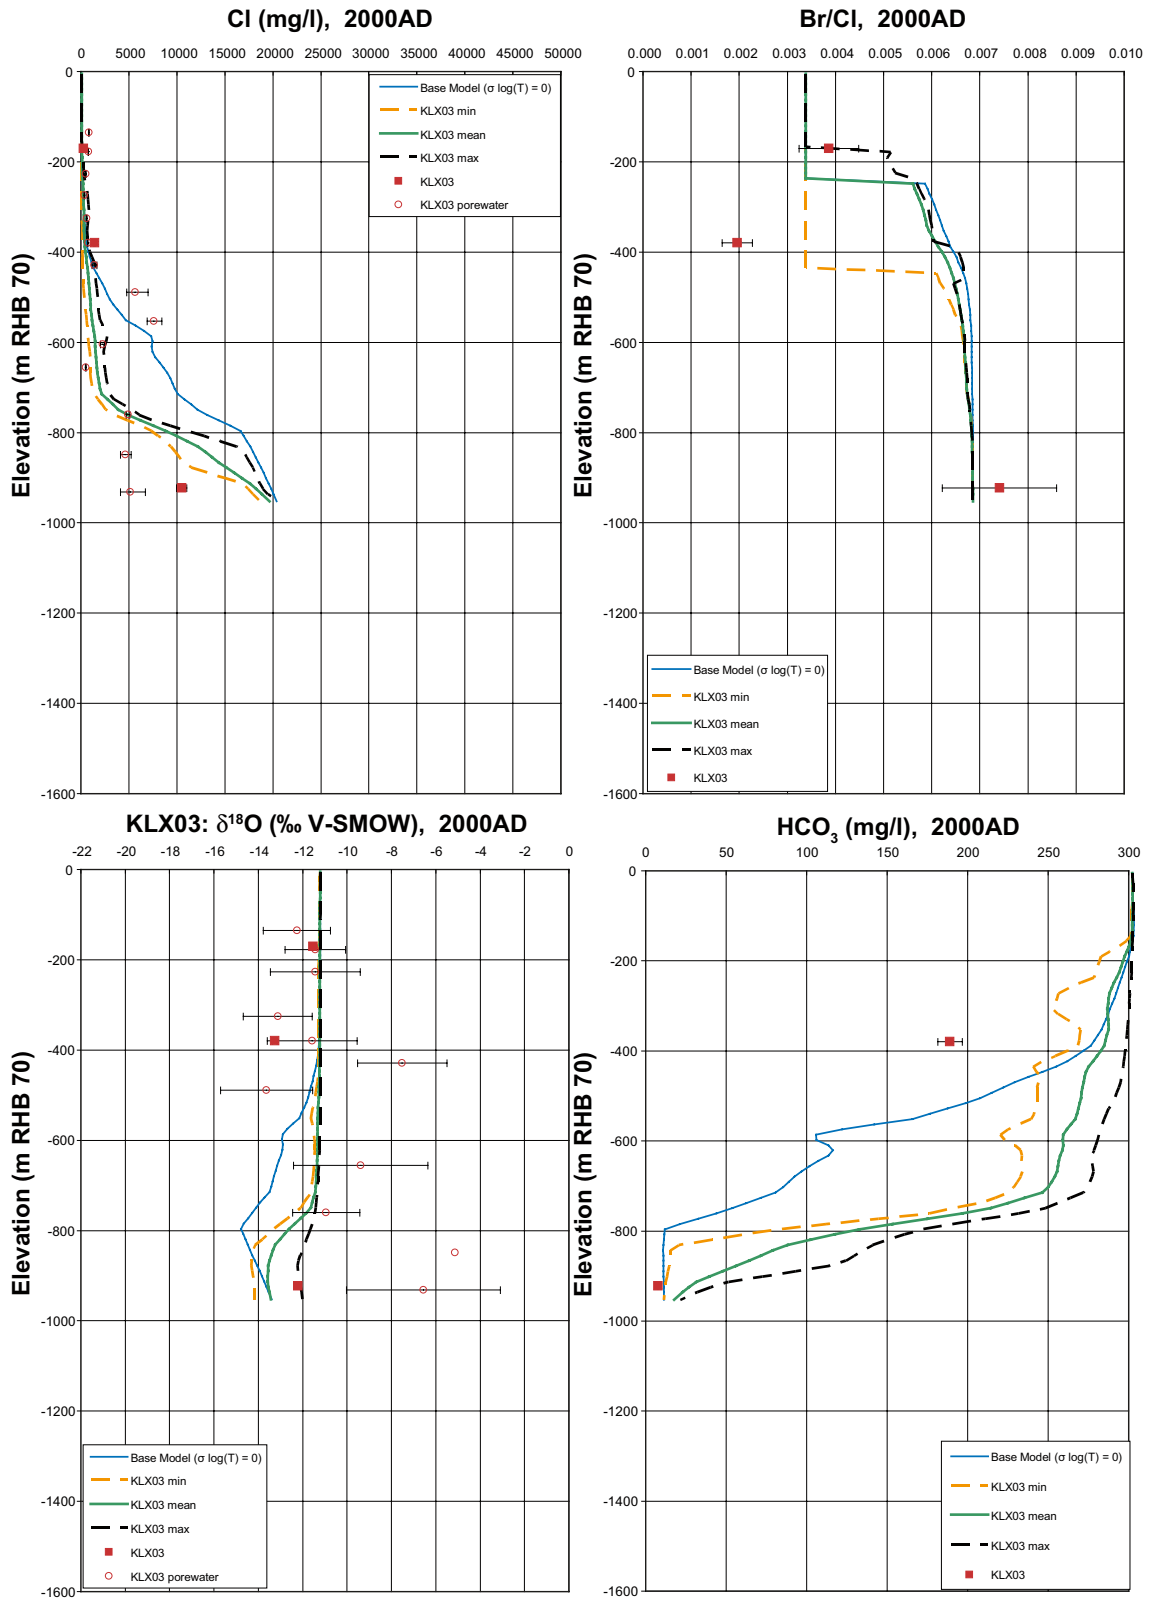 Cl (mg/l), 2000AD
0 5000 10000 15000 20000 25000 30000 35000 40000 45000 50000
0
-200
-400
-600
-800
-1000
-1200
-1400
-1600
Elevation (m RHB 70)
Base Model (σ log(T) = 0)
KLX03 min
KLX03 mean
KLX03 max
KLX03
KLX03 porewater
Br/Cl, 2000AD
0.000 0.001 0.002 0.003 0.004 0.005 0.006 0.007 0.008 0.009 0.010
0
-200
-400
-600
-800
-1000
-1200
-1400
-1600
Elevation (m RHB 70)
Base Model (σ log(T) = 0)
KLX03 min
KLX03 mean
KLX03 max
KLX03
KLX03: δ¹⁸O (‰ V-SMOW), 2000AD
-22 -20 -18 -16 -14 -12 -10 -8 -6 -4 -2 0
0
-200
-400
-600
-800
-1000
-1200
-1400
-1600
Elevation (m RHB 70)
Base Model (σ log(T) = 0)
KLX03 min
KLX03 mean
KLX03 max
KLX03
KLX03 porewater
HCO₃ (mg/l), 2000AD
0 50 100 150 200 250 300
0
-200
-400
-600
-800
-1000
-1200
-1400
-1600
Elevation (m RHB 70)
Base Model (σ log(T) = 0)
KLX03 min
KLX03 mean
KLX03 max
KLX03